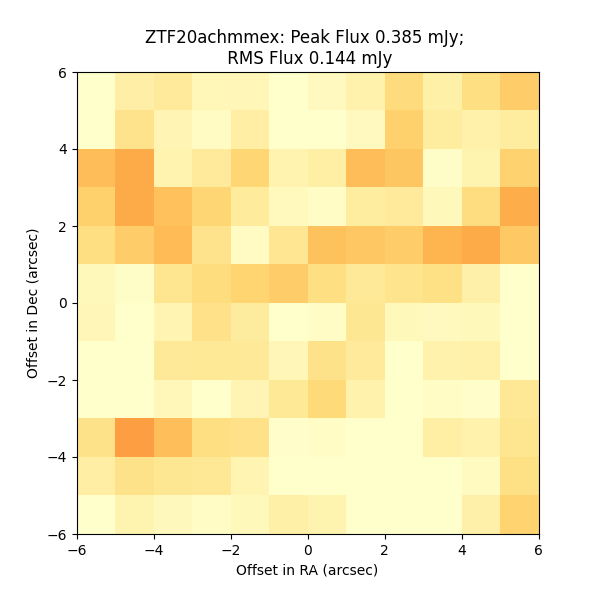 ZTF20achmmex: Peak Flux 0.385 mJy;
RMS Flux 0.144 mJy
6
4
2
0
−2
−4
−6
Offset in Dec (arcsec)
−6 −4 −2 0 2 4 6
Offset in RA (arcsec)